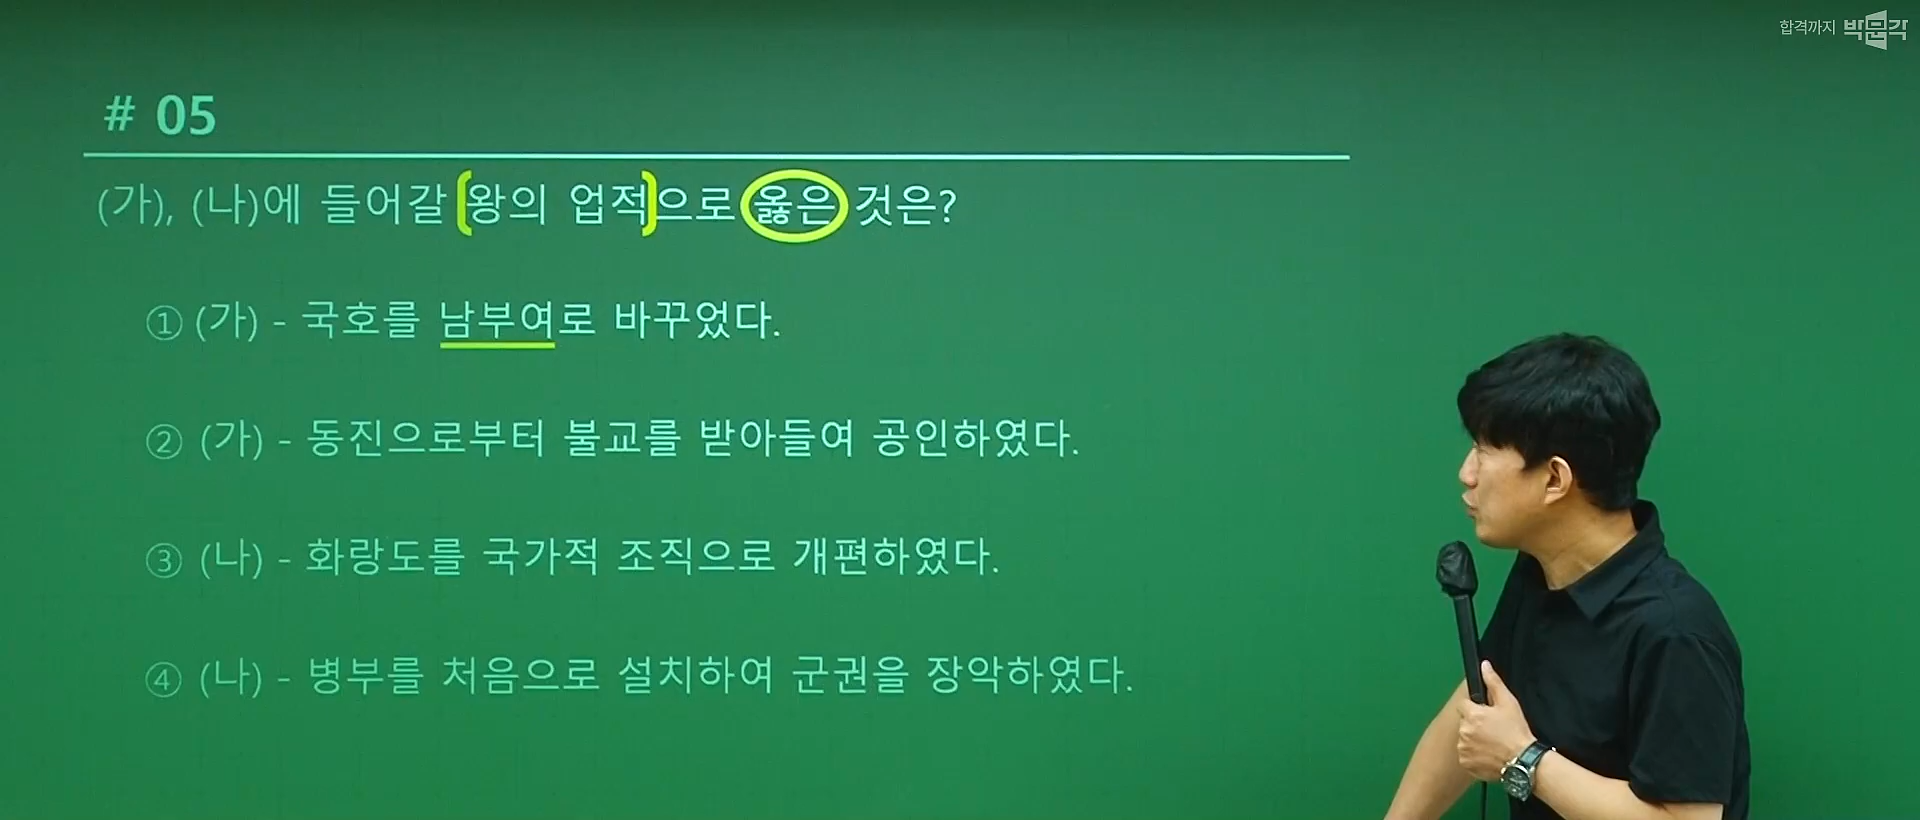 합격까지 박문각
# 05
(가), (나)에 들어갈 [왕의 업적]으로 옳은 것은?
① (가) - 국호를 남부여로 바꾸었다.
② (가) - 동진으로부터 불교를 받아들여 공인하였다.
③ (나) - 화랑도를 국가적 조직으로 개편하였다.
④ (나) - 병부를 처음으로 설치하여 군권을 장악하였다.